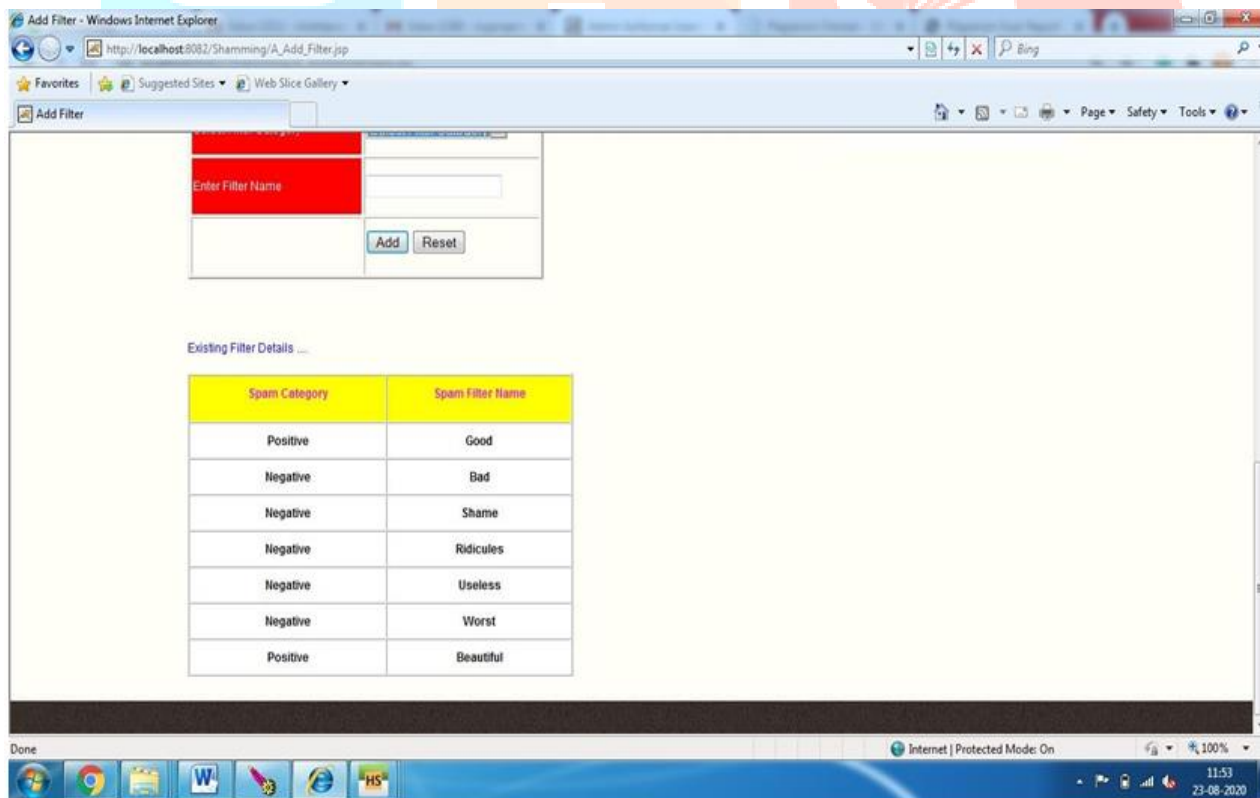 Add Filter - Windows Internet Explorer
http://localhost:8082/Shamming/A_Add_Filter.jsp
Bing
Favorites Suggested Sites Web Slice Gallery
Add Filter Page Safety Tools
Enter Filter Name
Add Reset
Existing Filter Details ....
Spam Category Spam Filter Name
Positive Good
Negative Bad
Negative Shame
Negative Ridicules
Negative Useless
Negative Worst
Positive Beautiful
Done Internet | Protected Mode: On 100%
W HS
11:53
23-08-2020